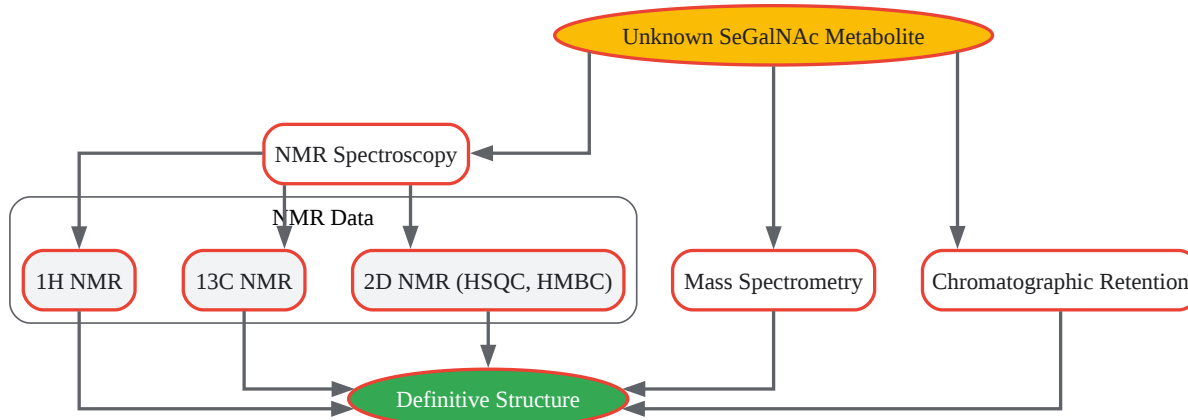 Unknown SeGalNAc Metabolite
NMR Spectroscopy
NMR Data
1H NMR
13C NMR
2D NMR (HSQC, HMBC)
Mass Spectrometry
Chromatographic Retention
Definitive Structure